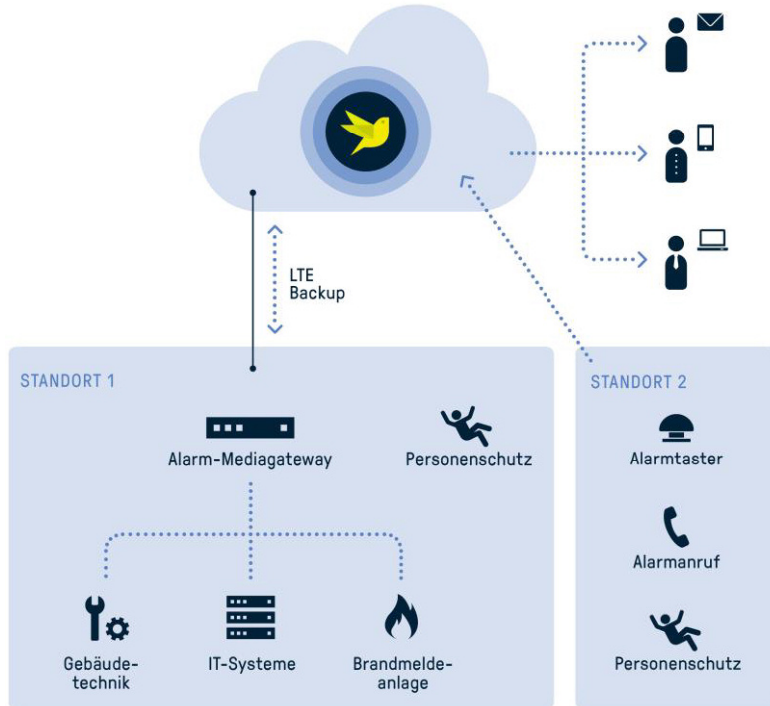 LTE
Backup
STANDORT 1
Alarm-Mediagateway
Personenschutz
Gebäude-
technik
IT-Systeme
Brandmelde-
anlage
STANDORT 2
Alarmtaster
Alarmanruf
Personenschutz